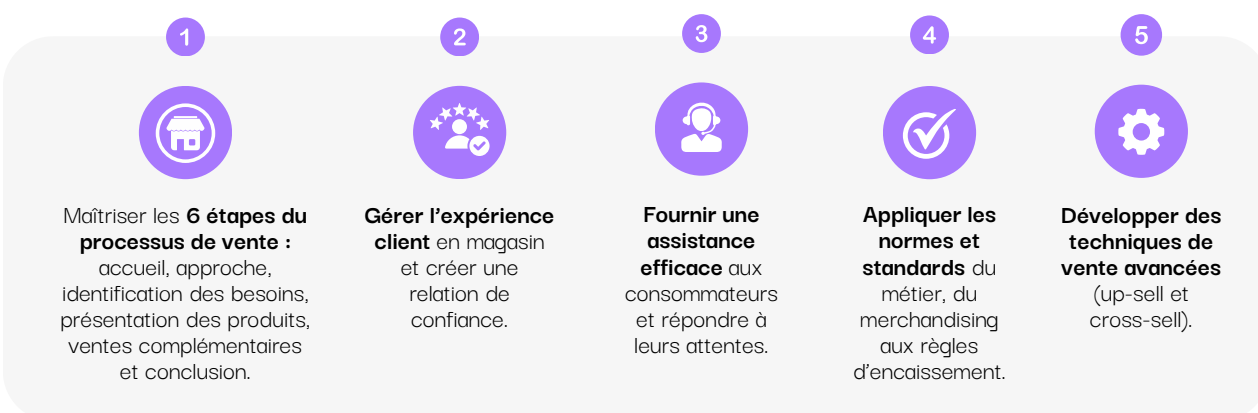 1
Maîtriser les 6 étapes du
processus de vente :
accueil, approche,
identification des besoins,
présentation des produits,
ventes complémentaires
et conclusion.
2
Gérer l’expérience
client en magasin
et créer une
relation de
confiance.
3
Fournir une
assistance
efficace aux
consommateurs
et répondre à
leurs attentes.
4
Appliquer les
normes et
standards du
métier, du
merchandising
aux règles
d’encaissement.
5
Développer des
techniques de
vente avancées
(up-sell et
cross-sell).